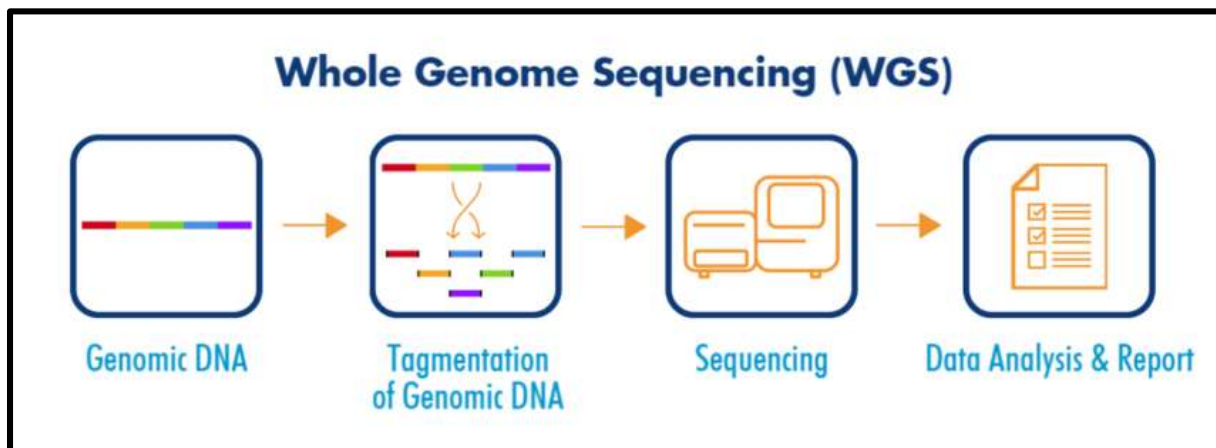 Whole Genome Sequencing (WGS)
Genomic DNA
Tagmentation
of Genomic DNA
Sequencing
Data Analysis & Report